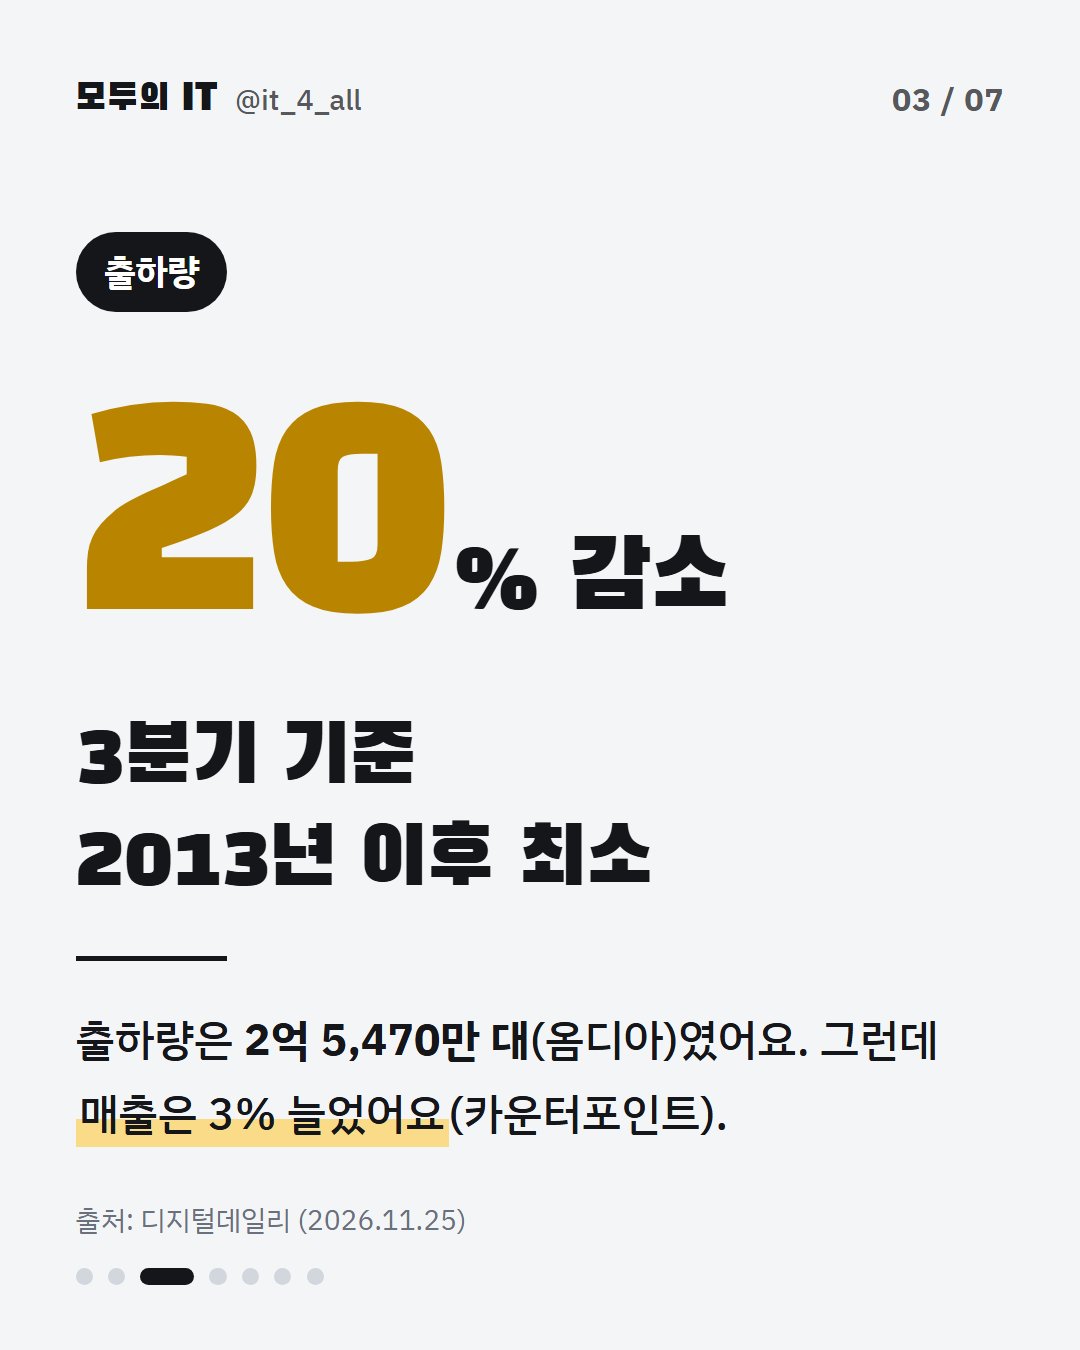 모두의 IT @it_4_all
03 / 07
출하량
20% 감소
3분기 기준
2013년 이후 최소
출하량은 2억 5,470만 대(옴디아)였어요. 그런데
매출은 3% 늘었어요(카운터포인트).
출처: 디지털데일리 (2026.11.25)